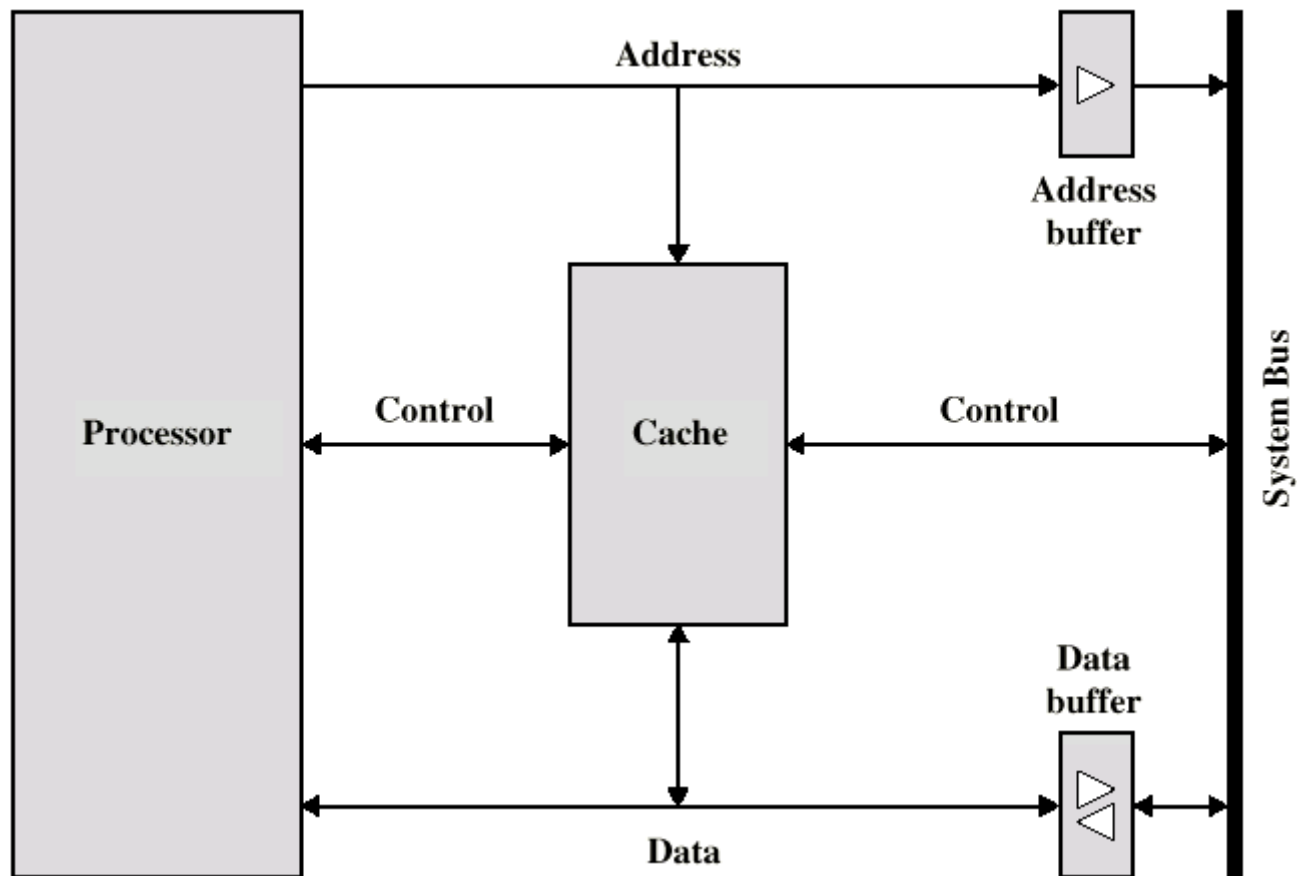 Address
Address
buffer
Processor
Control
Cache
Control
System Bus
Data
buffer
Data